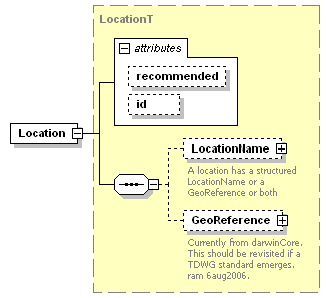 LocationT
attributes
recommended
id
Location
LocationName
A location has a structured
LocationName or a
GeoReference or both
GeoReference
Currently from darwinCore.
This should be revisited if a
TDWG standard emerges.
ram 6aug2006.